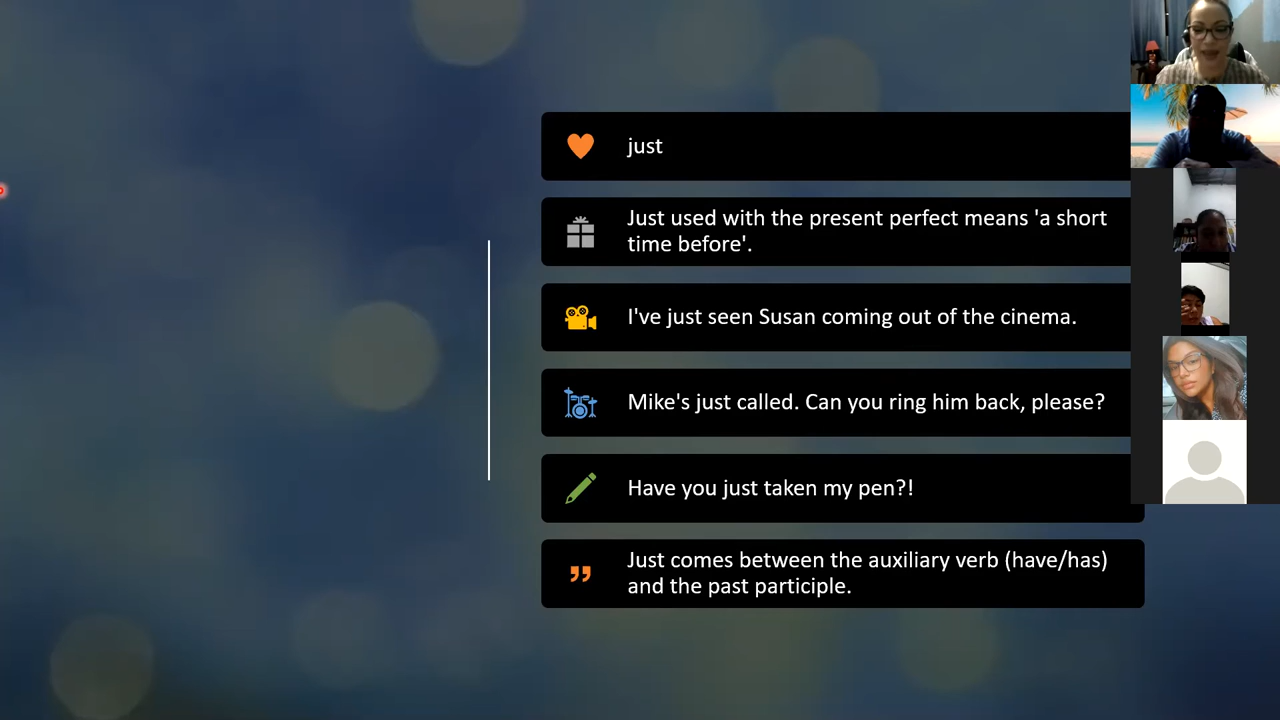 just
Just used with the present perfect means 'a short
time before'.
I've just seen Susan coming out of the cinema.
Mike's just called. Can you ring him back, please?
Have you just taken my pen?!
Just comes between the auxiliary verb (have/has)
and the past participle.